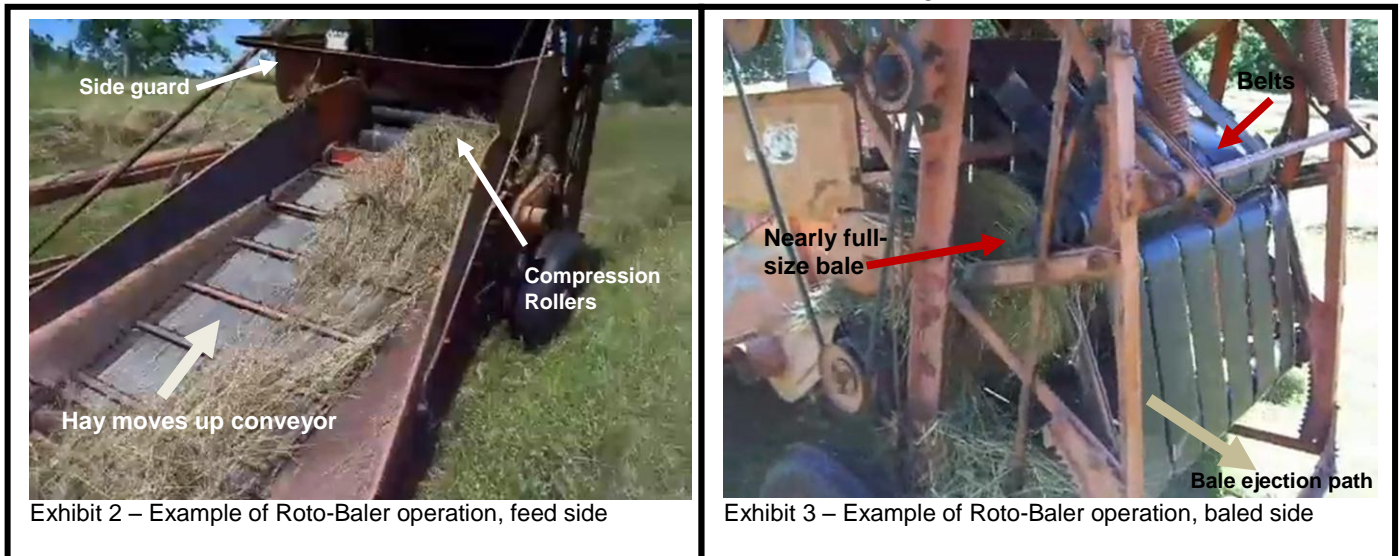 Side guard
Compression
Rollers
Hay moves up conveyor
Exhibit 2 – Example of Roto-Baler operation, feed side
Belts
Nearly full-
size bale
Bale ejection path
Exhibit 3 – Example of Roto-Baler operation, baled side